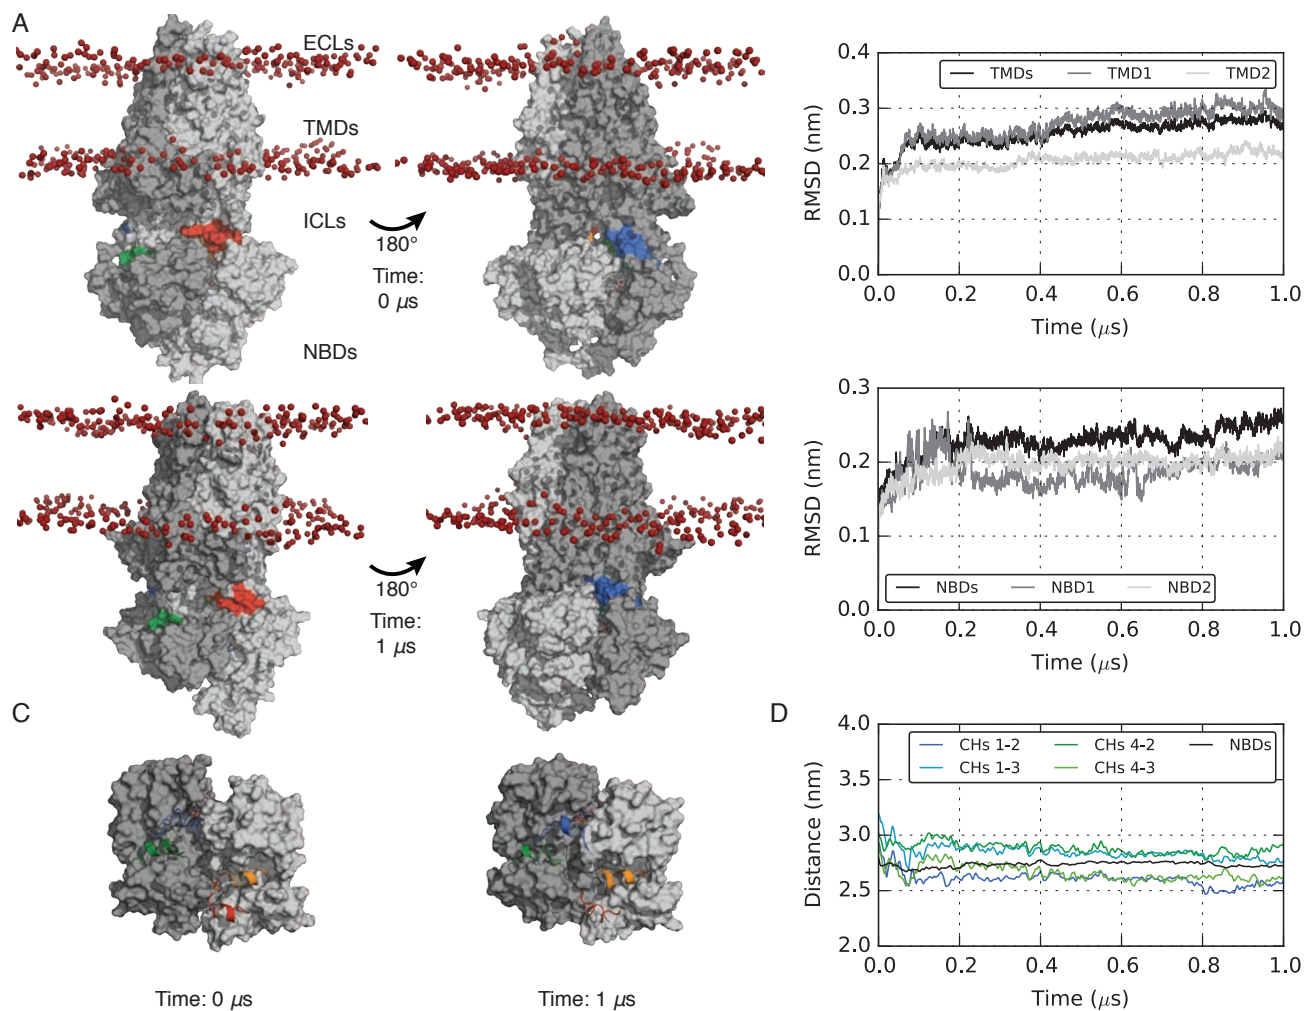 A
ECLs
TMDs
ICLs
180°
Time:
0 μs
NBDs
180°
Time:
1 μs
0.4
0.3
0.2
0.1
0.0
RMSD (nm)
TMDs TMD1 TMD2
0.0 0.2 0.4 0.6 0.8 1.0
Time (μs)
0.3
0.2
0.1
0.0
RMSD (nm)
NBDs NBD1 NBD2
0.0 0.2 0.4 0.6 0.8 1.0
Time (μs)
C
Time: 0 μs
Time: 1 μs
D
4.0
3.5
3.0
2.5
2.0
Distance (nm)
CHs 1-2 CHs 4-2 NBDs
CHs 1-3 CHs 4-3
0.0 0.2 0.4 0.6 0.8 1.0
Time (μs)